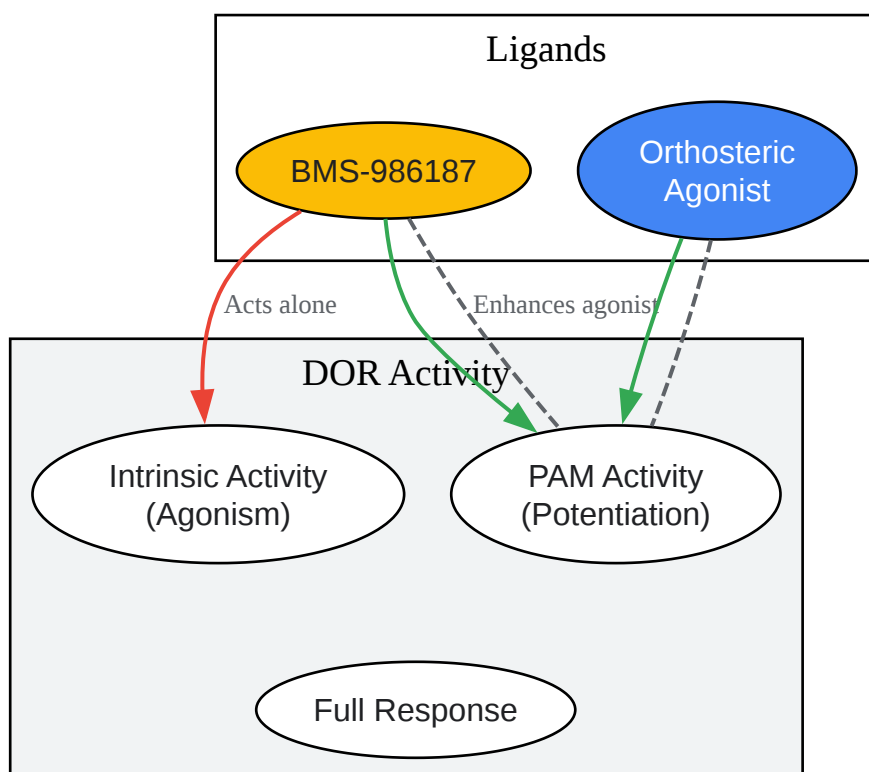 Ligands
BMS-986187
Orthosteric
Agonist
Acts alone
Enhances agonist
DOR Activity
Intrinsic Activity
(Agonism)
PAM Activity
(Potentiation)
Full Response